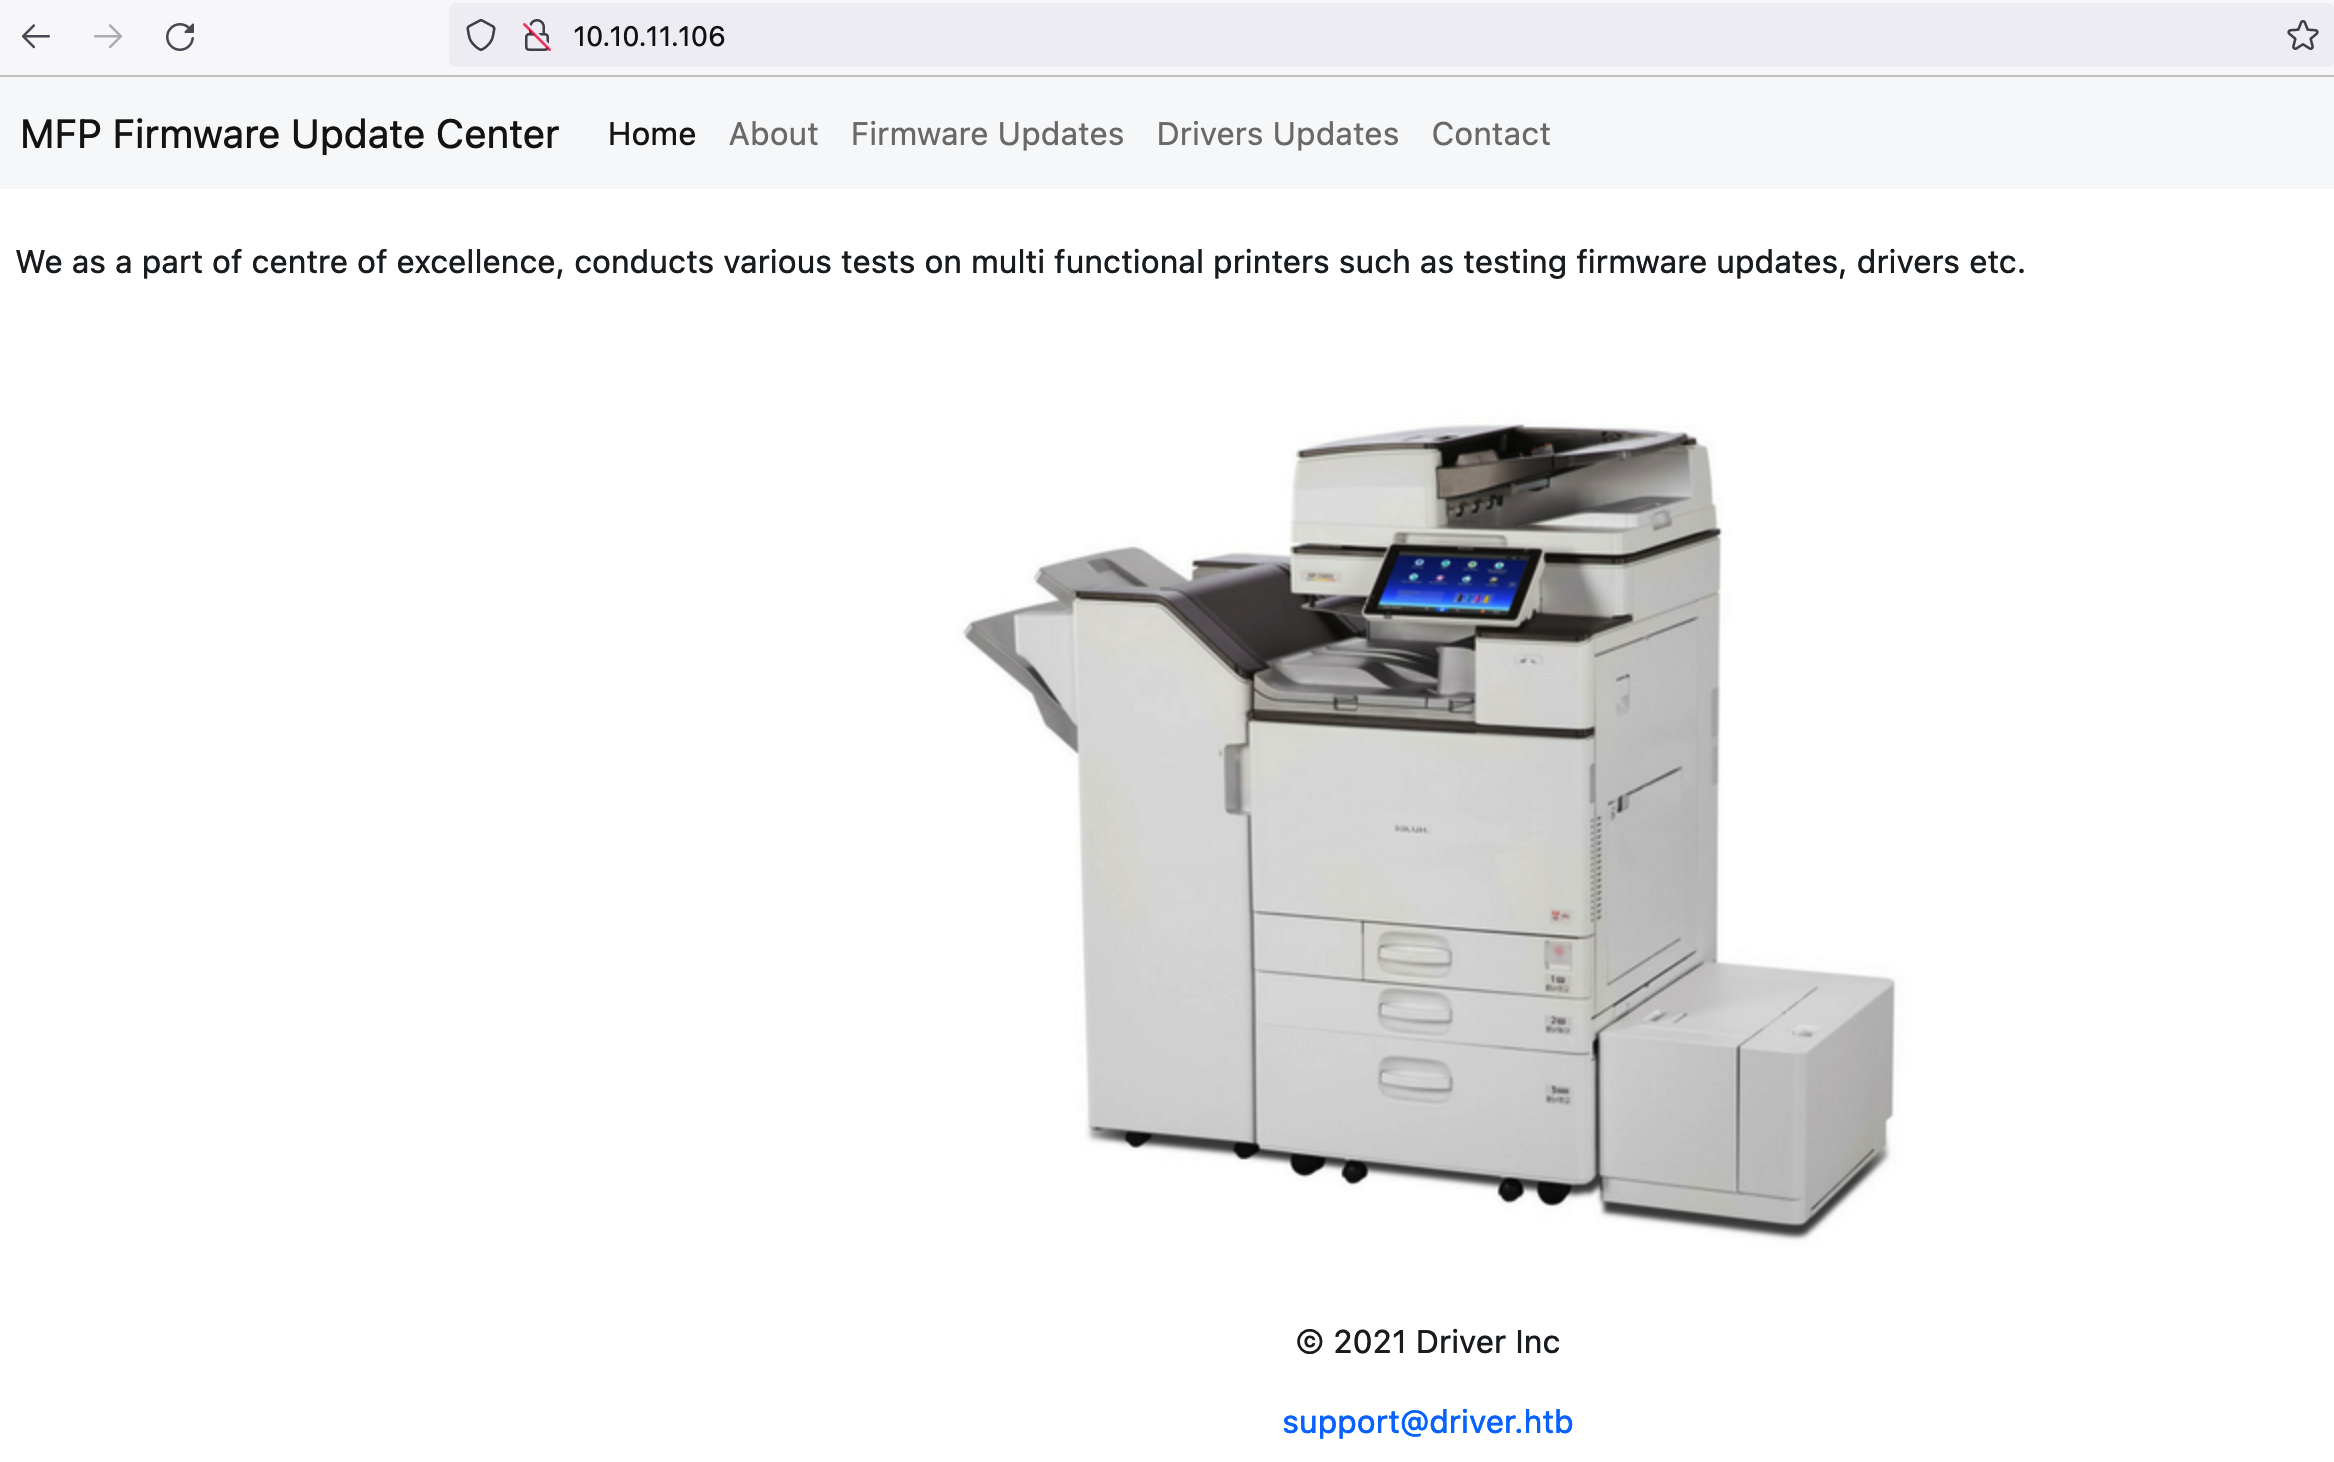 10.10.11.106
MFP Firmware Update Center Home About Firmware Updates Drivers Updates Contact
We as a part of centre of excellence, conducts various tests on multi functional printers such as testing firmware updates, drivers etc.
© 2021 Driver Inc
support@driver.htb